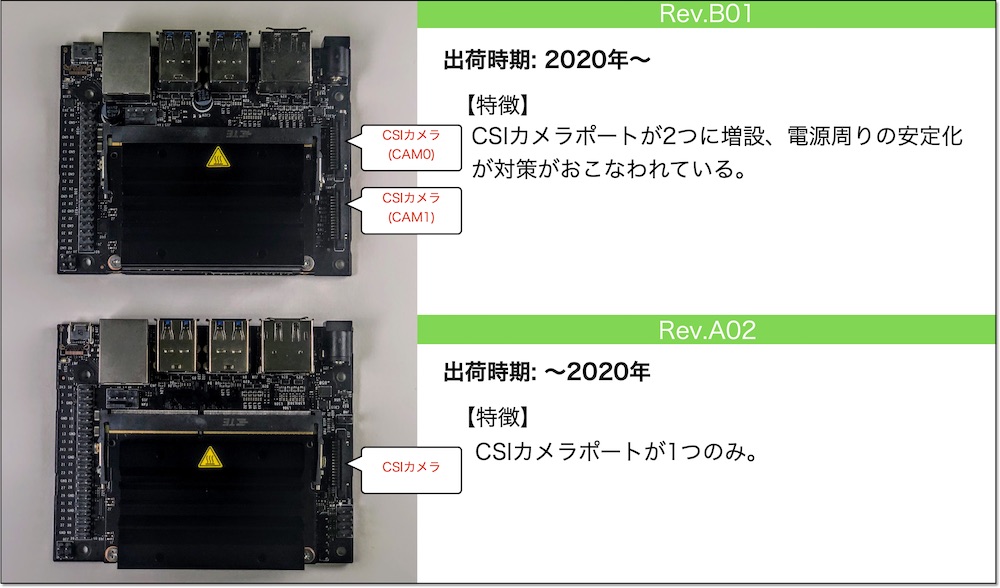 Rev.B01
出荷時期: 2020年〜
【特徴】
CSIカメラポートが2つに増設、電源周りの安定化
が対策がおこなわれている。
CSIカメラ
(CAM0)
CSIカメラ
(CAM1)
Rev.A02
出荷時期: 〜2020年
【特徴】
CSIカメラポートが1つのみ。
CSIカメラ